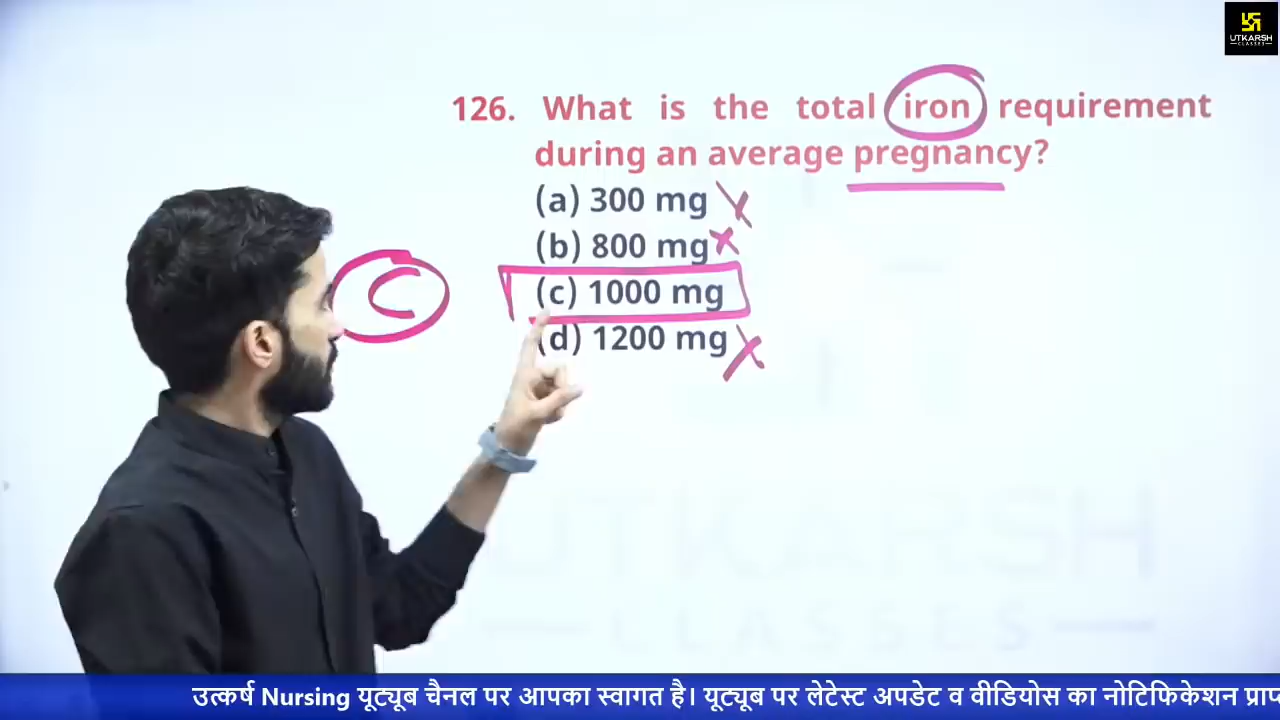 UTKARSH
CLASSES
126. What is the total iron requirement
during an average pregnancy?
(a) 300 mg
(b) 800 mg
C
(c) 1000 mg
(d) 1200 mg
UTKARSH
CLASSES
उत्कर्ष Nursing यूट्यूब चैनल पर आपका स्वागत है। यूट्यूब पर लेटेस्ट अपडेट व वीडियोस का नोटिफिकेशन प्राप